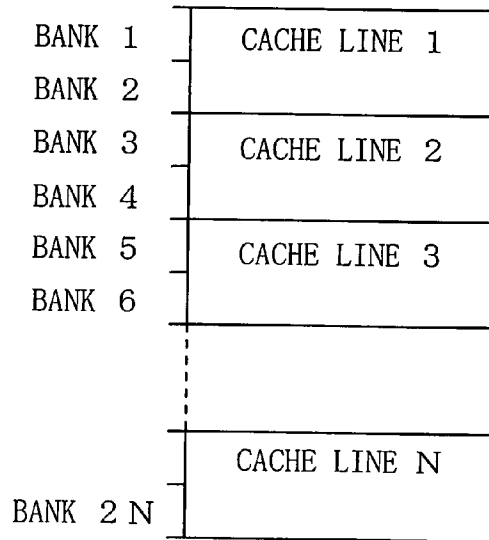 BANK 1 CACHE LINE 1
BANK 2
BANK 3 CACHE LINE 2
BANK 4
BANK 5 CACHE LINE 3
BANK 6
CACHE LINE N
BANK 2 N